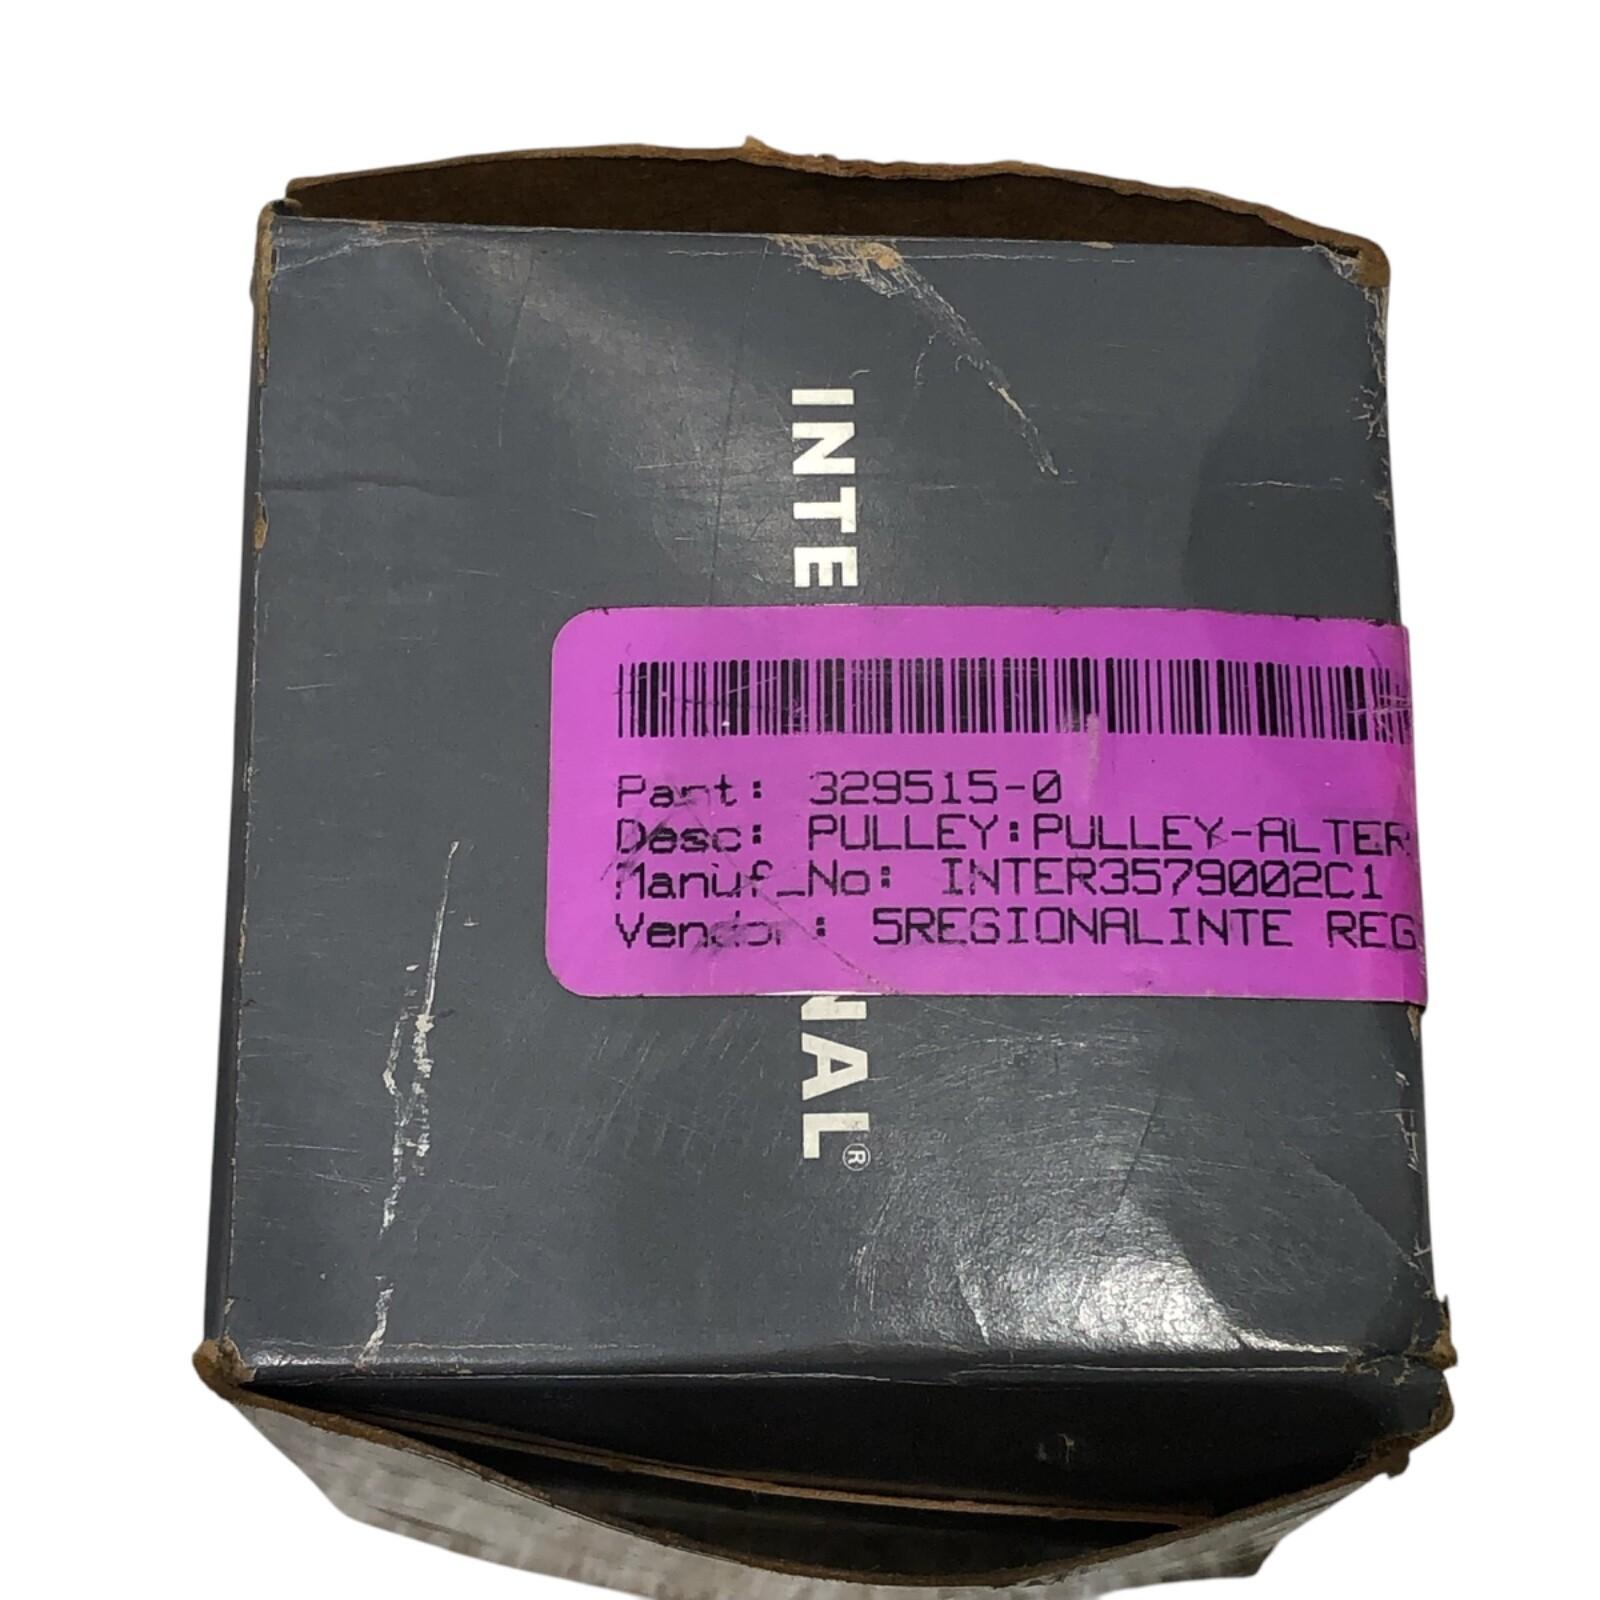 INTE
Part: 329515-0
Desc: PULLEY:PULLEY-ALTER
Manuf_No: INTER3579002C1
Vendor: 5REGIONALINTE REG
NAL®